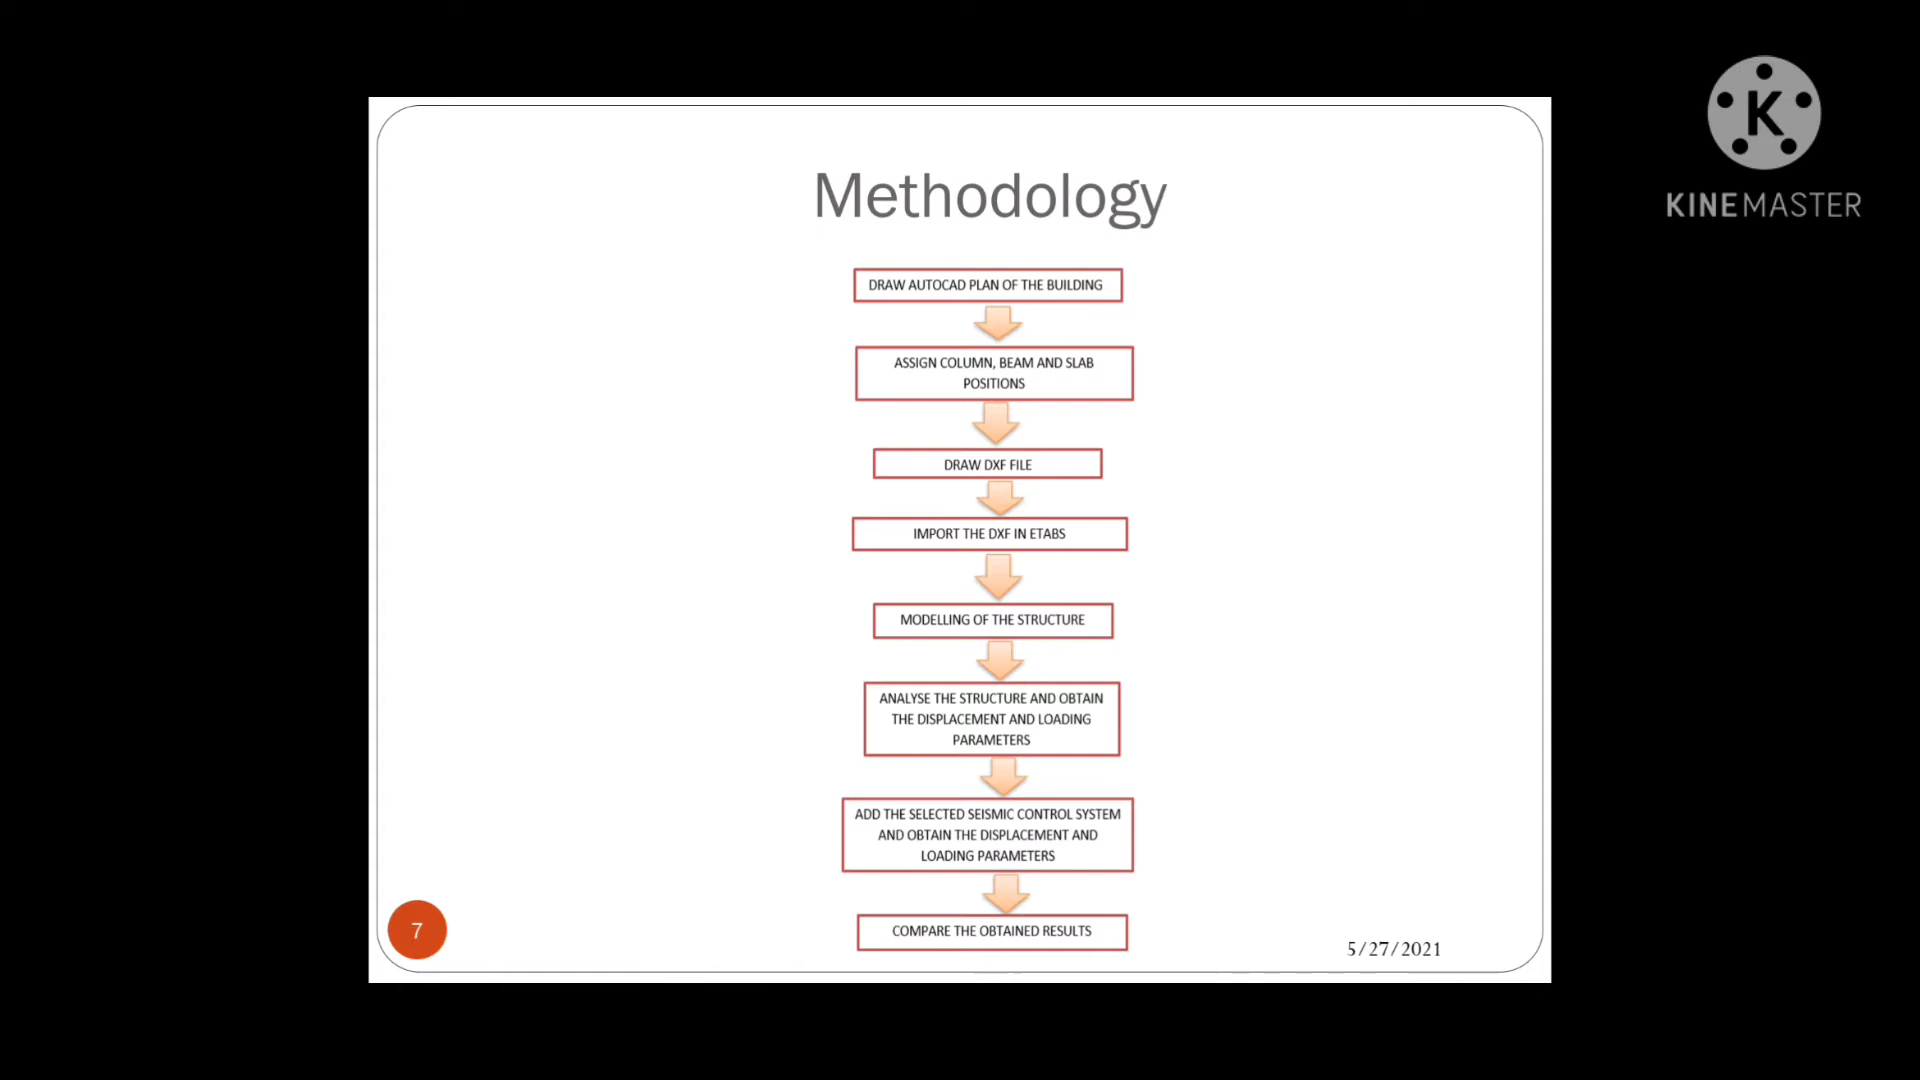 K
KINEMASTER
Methodology
DRAW AUTOCAD PLAN OF THE BUILDING
ASSIGN COLUMN, BEAM AND SLAB
POSITIONS
DRAW DXF FILE
IMPORT THE DXF IN ETABS
MODELLING OF THE STRUCTURE
ANALYSE THE STRUCTURE AND OBTAIN
THE DISPLACEMENT AND LOADING
PARAMETERS
ADD THE SELECTED SEISMIC CONTROL SYSTEM
AND OBTAIN THE DISPLACEMENT AND
LOADING PARAMETERS
COMPARE THE OBTAINED RESULTS
7
5/27/2021